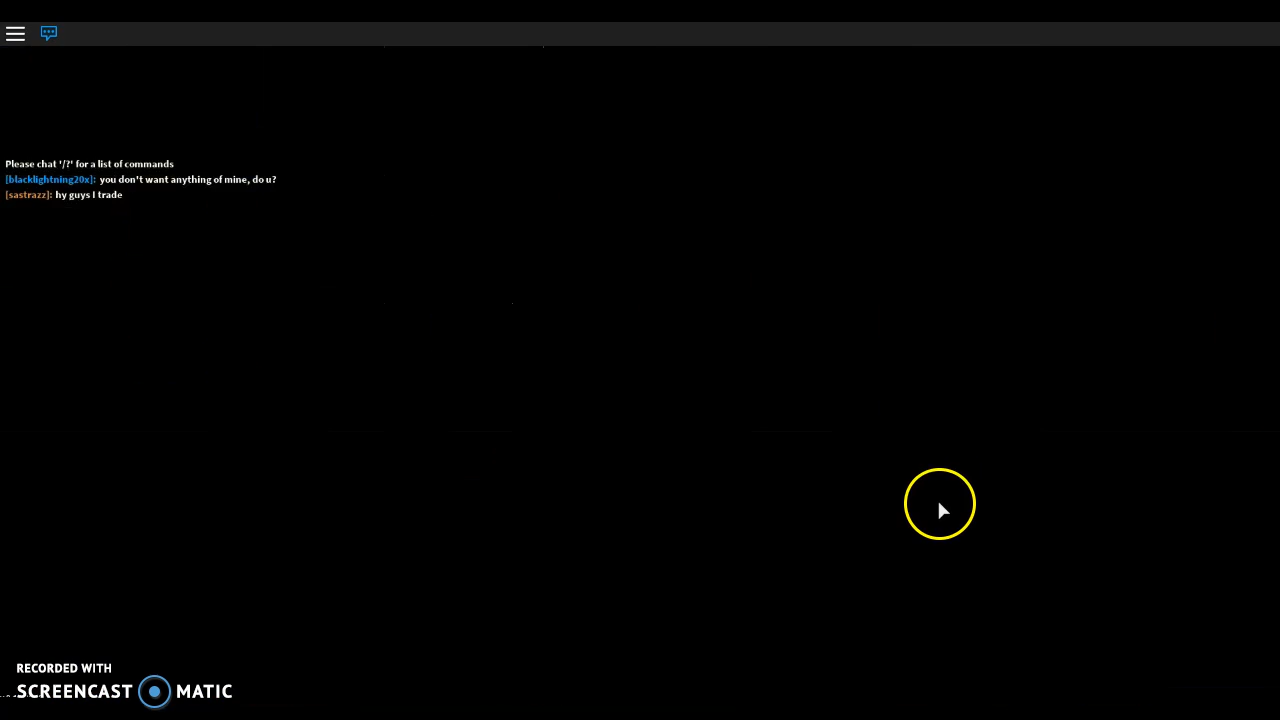 Please chat '/?' for a list of commands
[blacklightning20x]: you don't want anything of mine, do u?
[sastrazz]: hy guys I trade
RECORDED WITH
SCREENCAST MATIC